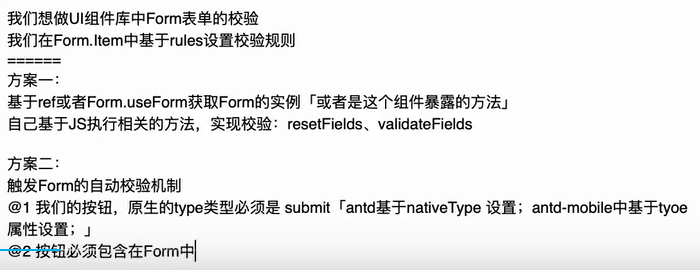 我们想做UI组件库中Form表单的校验
我们在Form.Item中基于rules设置校验规则
======
方案一：
基于ref或者Form.useForm获取Form的实例「或者是这个组件暴露的方法」
自己基于JS执行相关的方法，实现校验：resetFields、validateFields
方案二：
触发Form的自动校验机制
@1 我们的按钮，原生的type类型必须是 submit「antd基于nativeType 设置；antd-mobile中基于tyoe
属性设置；」
@2 按钮必须包含在Form中